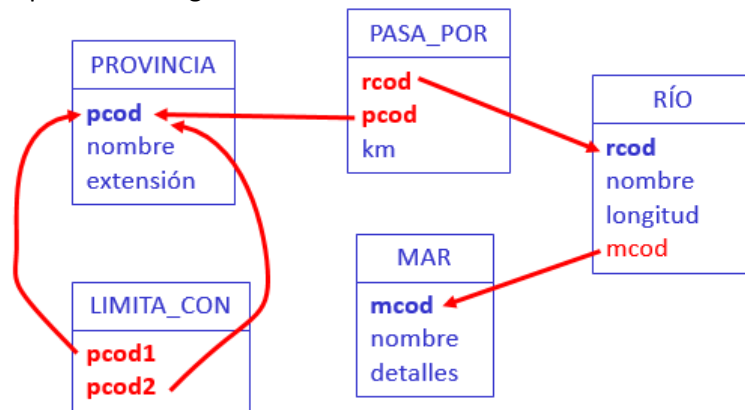 PROVINCIA
pcod
nombre
extensión
PASA_POR
rcod
pcod
km
RÍO
rcod
nombre
longitud
mcod
MAR
mcod
nombre
detalles
LIMITA_CON
pcod1
pcod2